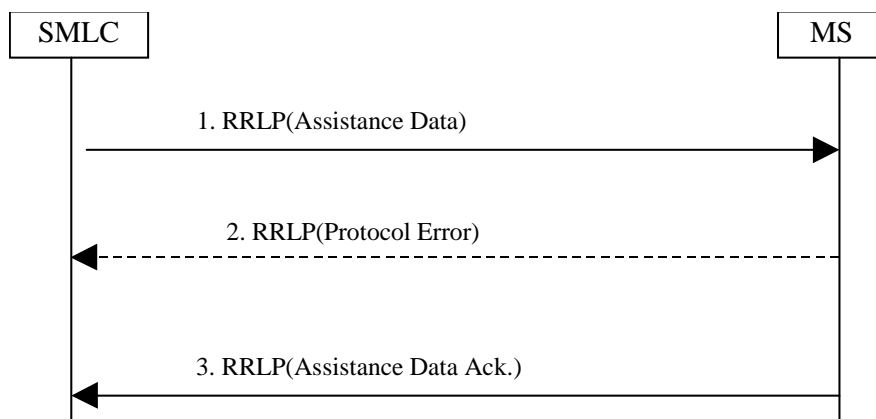 SMLC
MS
1. RRLP(Assistance Data)
2. RRLP(Protocol Error)
3. RRLP(Assistance Data Ack.)